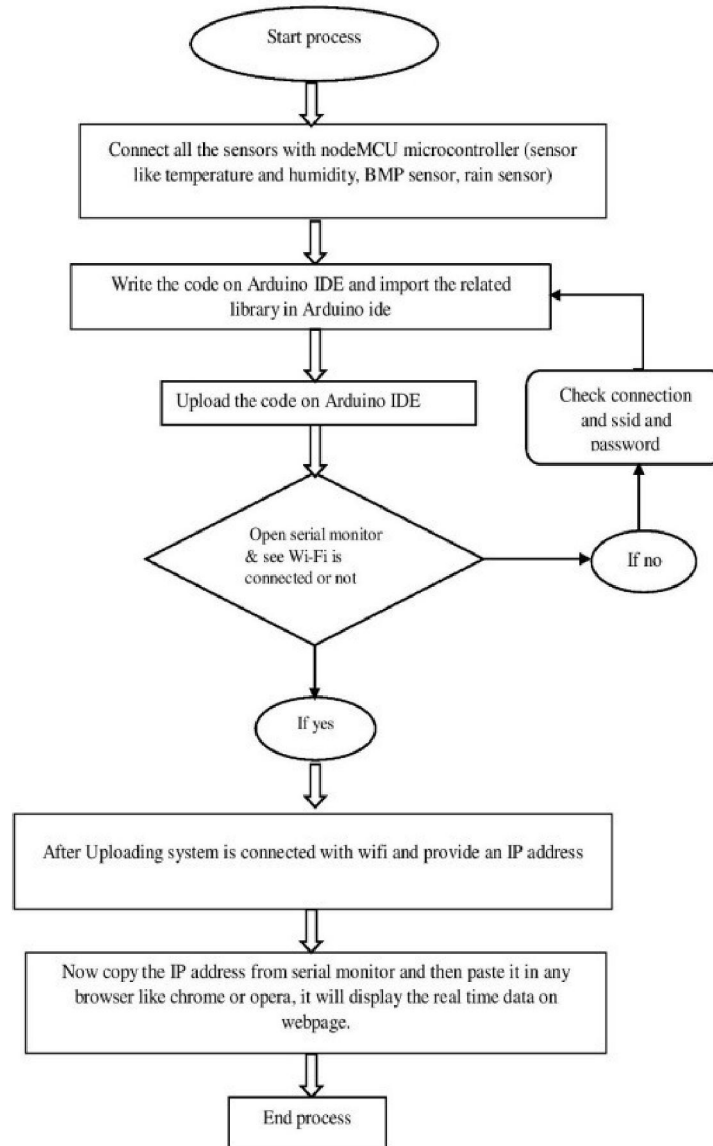 Start process
Connect all the sensors with nodeMCU microcontroller (sensor
like temperature and humidity, BMP sensor, rain sensor)
Write the code on Arduino IDE and import the related
library in Arduino ide
Upload the code on Arduino IDE
Check connection
and ssid and
password
Open serial monitor
& see Wi-Fi is
connected or not
If no
If yes
After Uploading system is connected with wifi and provide an IP address
Now copy the IP address from serial monitor and then paste it in any
browser like chrome or opera, it will display the real time data on
webpage.
End process